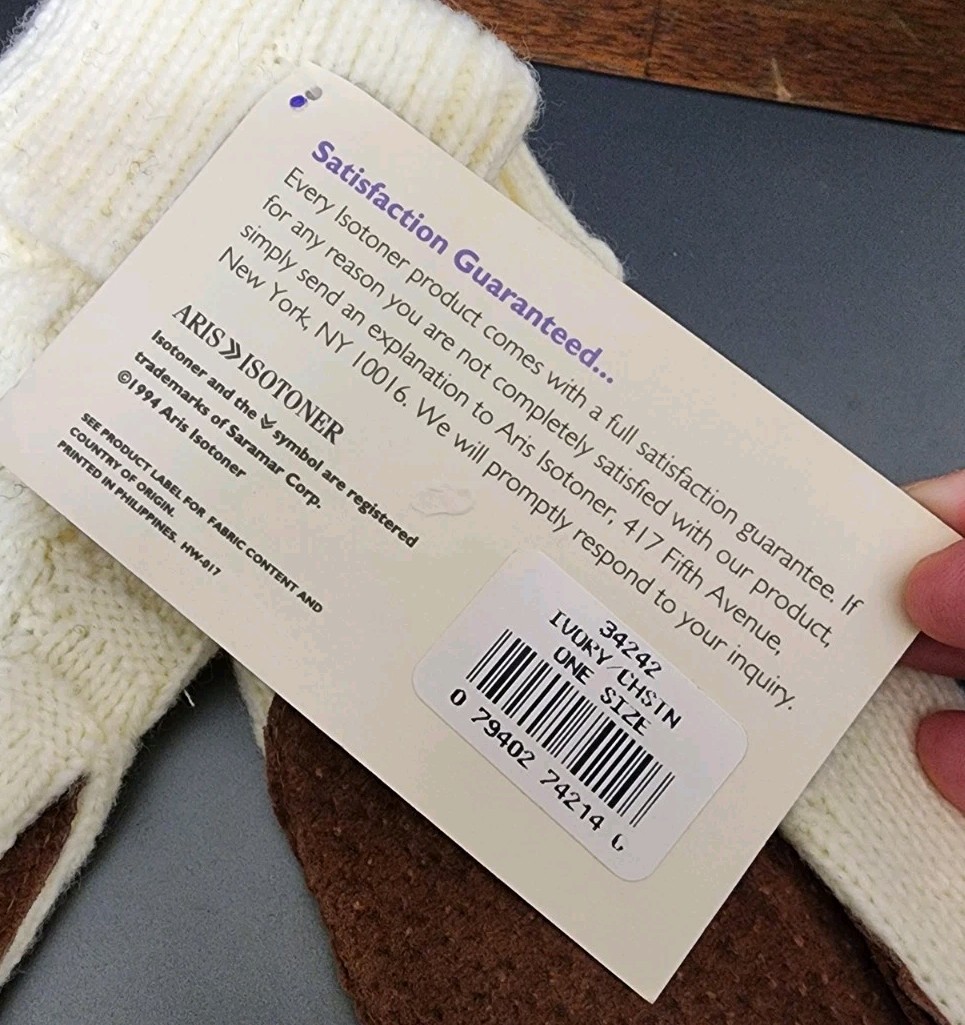 Satisfaction Guaranteed...
Every Isotoner product comes with a full satisfaction guarantee. If
for any reason you are not completely satisfied with our product,
simply send an explanation to Aris Isotoner, 417 Fifth Avenue,
New York, NY 10016. We will promptly respond to your inquiry.
ARIS ISOTONER
Isotoner and the symbol are registered
trademarks of Saramar Corp.
©1994 Aris Isotoner
SEE PRODUCT LABEL FOR FABRIC CONTENT AND
COUNTRY OF ORIGIN.
PRINTED IN PHILIPPINES. HW-017
34242
IVORY/CHSTN
ONE SIZE
0 79402 74214 6